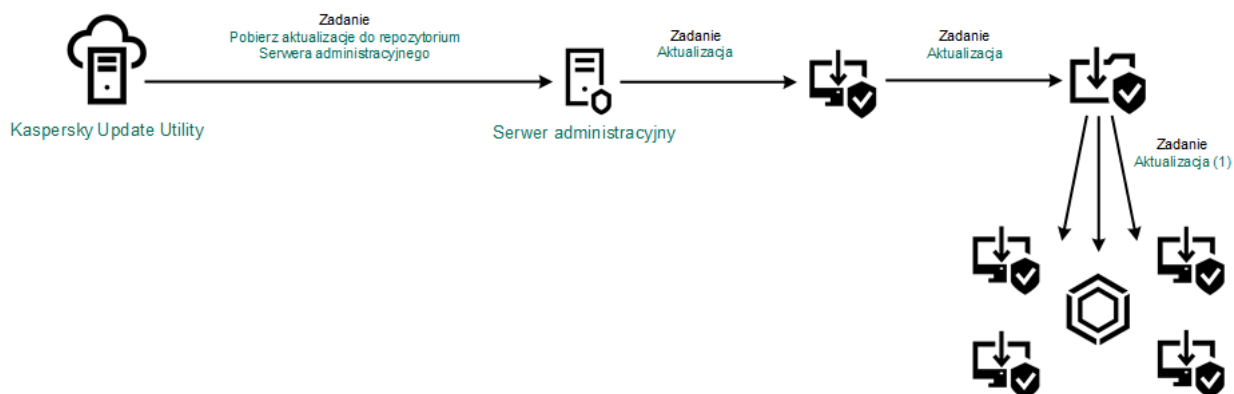 Zadanie
Pobierz aktualizacje do repozytorium
Serwera administracyjnego
Zadanie
Aktualizacja
Zadanie
Aktualizacja
Kaspersky Update Utility
Serwer administracyjny
Zadanie
Aktualizacja (1)